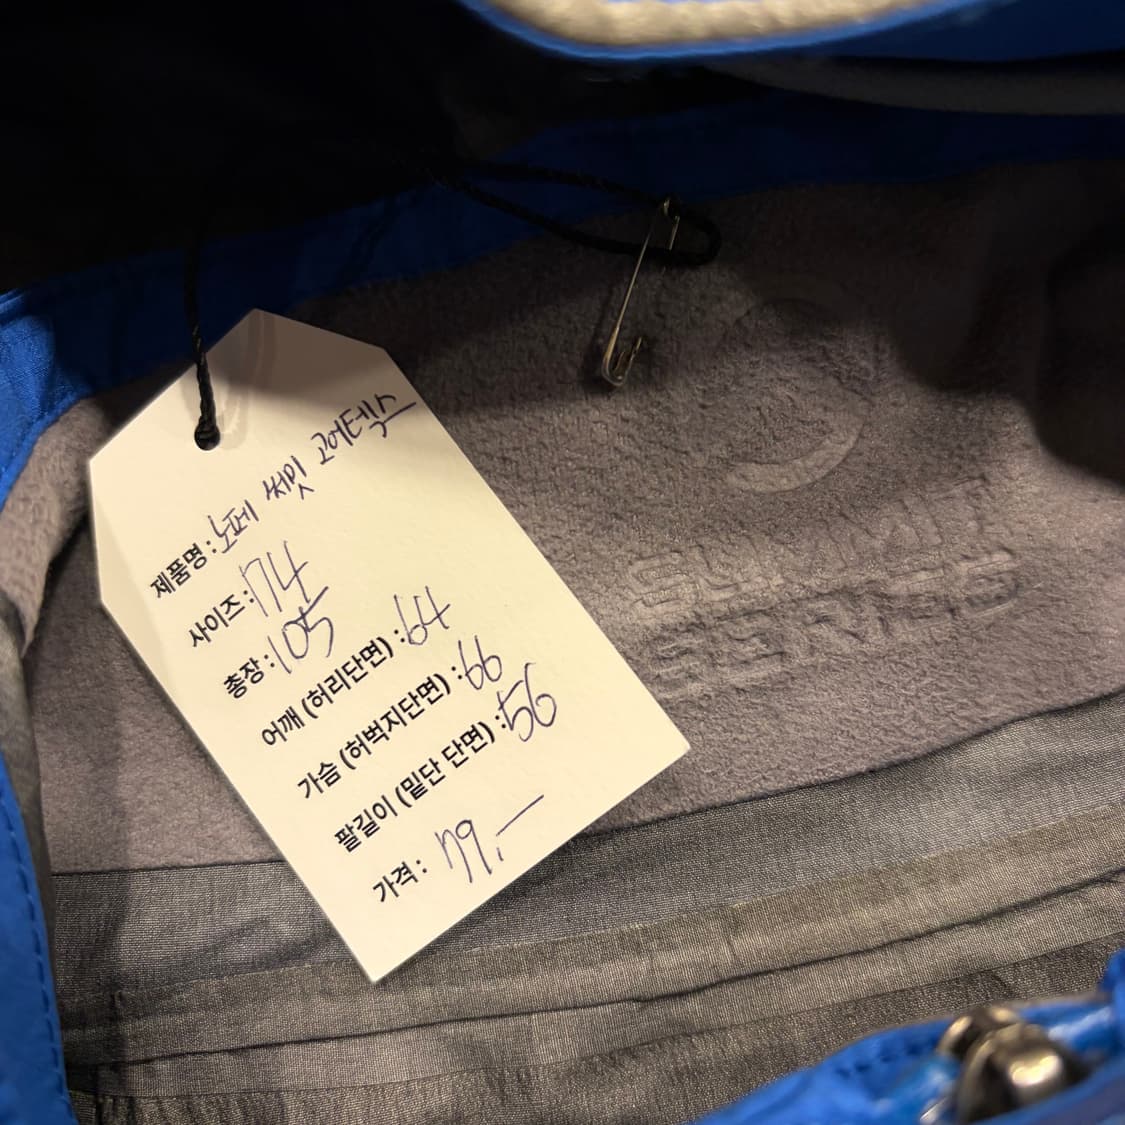 제품명 : 노페 써밋 고어텍스
사이즈 : 174
총장 : 105
어깨 (허리단면) : 64
가슴 (허벅지단면) : 66
팔길이 (밑단 단면) : 56
가격 : 79.-
SUMMIT
SERIES